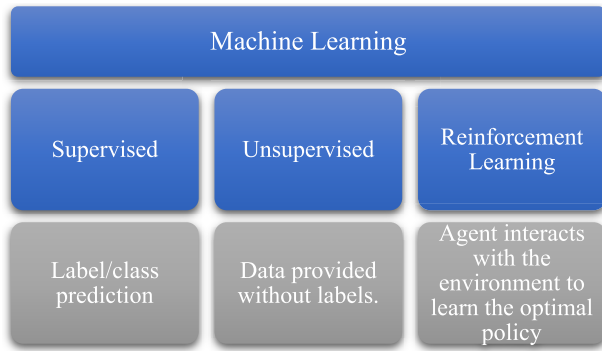 Machine Learning
Supervised
Unsupervised
Reinforcement
Learning
Label/class
prediction
Data provided
without labels.
Agent interacts
with the
environment to
learn the optimal
policy